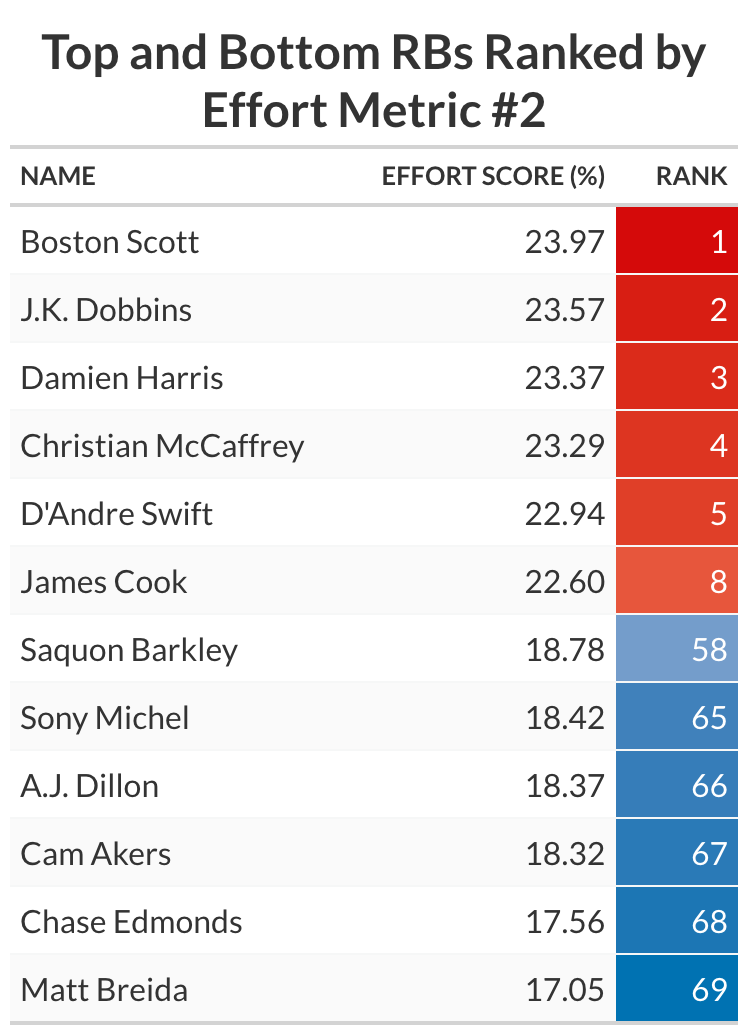 Top and Bottom RBs Ranked by
Effort Metric #2
NAME EFFORT SCORE (%) RANK
Boston Scott 23.97 1
J.K. Dobbins 23.57 2
Damien Harris 23.37 3
Christian McCaffrey 23.29 4
D'Andre Swift 22.94 5
James Cook 22.60 8
Saquon Barkley 18.78 58
Sony Michel 18.42 65
A.J. Dillon 18.37 66
Cam Akers 18.32 67
Chase Edmonds 17.56 68
Matt Breida 17.05 69